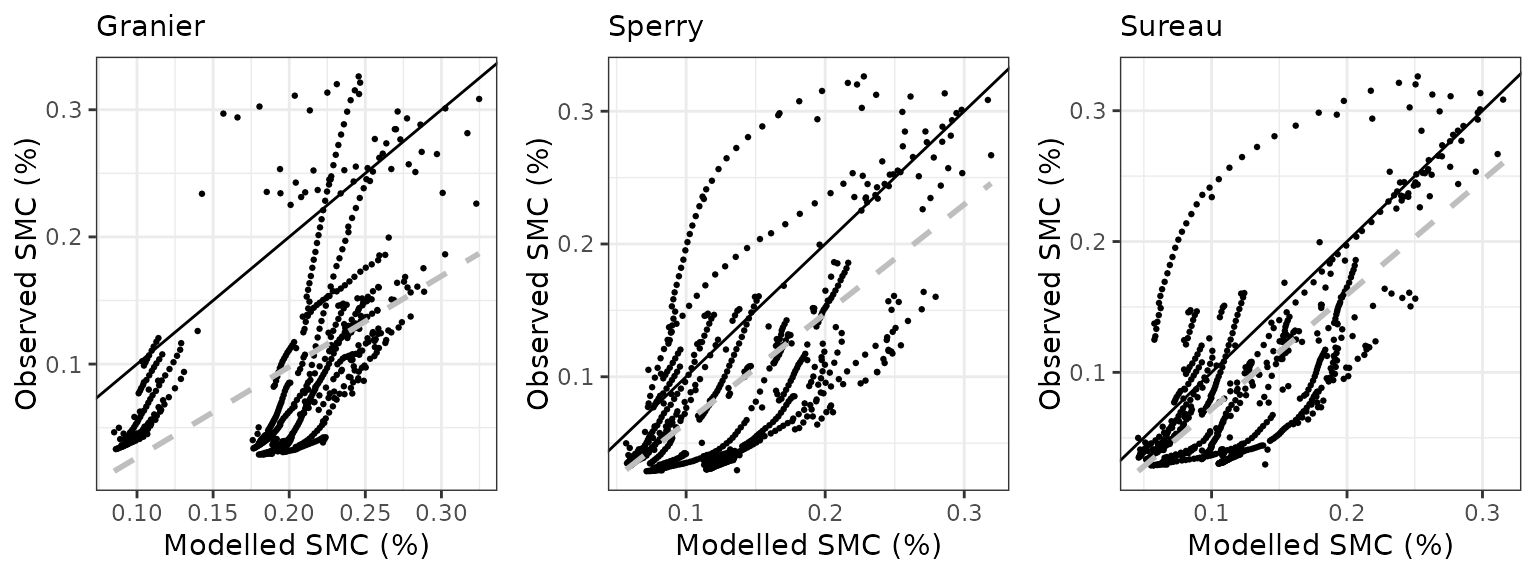 Granier
Sperry
Sureau
Observed SMC (%)
0.3
0.2
0.1
0.10 0.15 0.20 0.25 0.30
Modelled SMC (%)
Observed SMC (%)
0.3
0.2
0.1
0.1 0.2 0.3
Modelled SMC (%)
Observed SMC (%)
0.3
0.2
0.1
0.1 0.2 0.3
Modelled SMC (%)